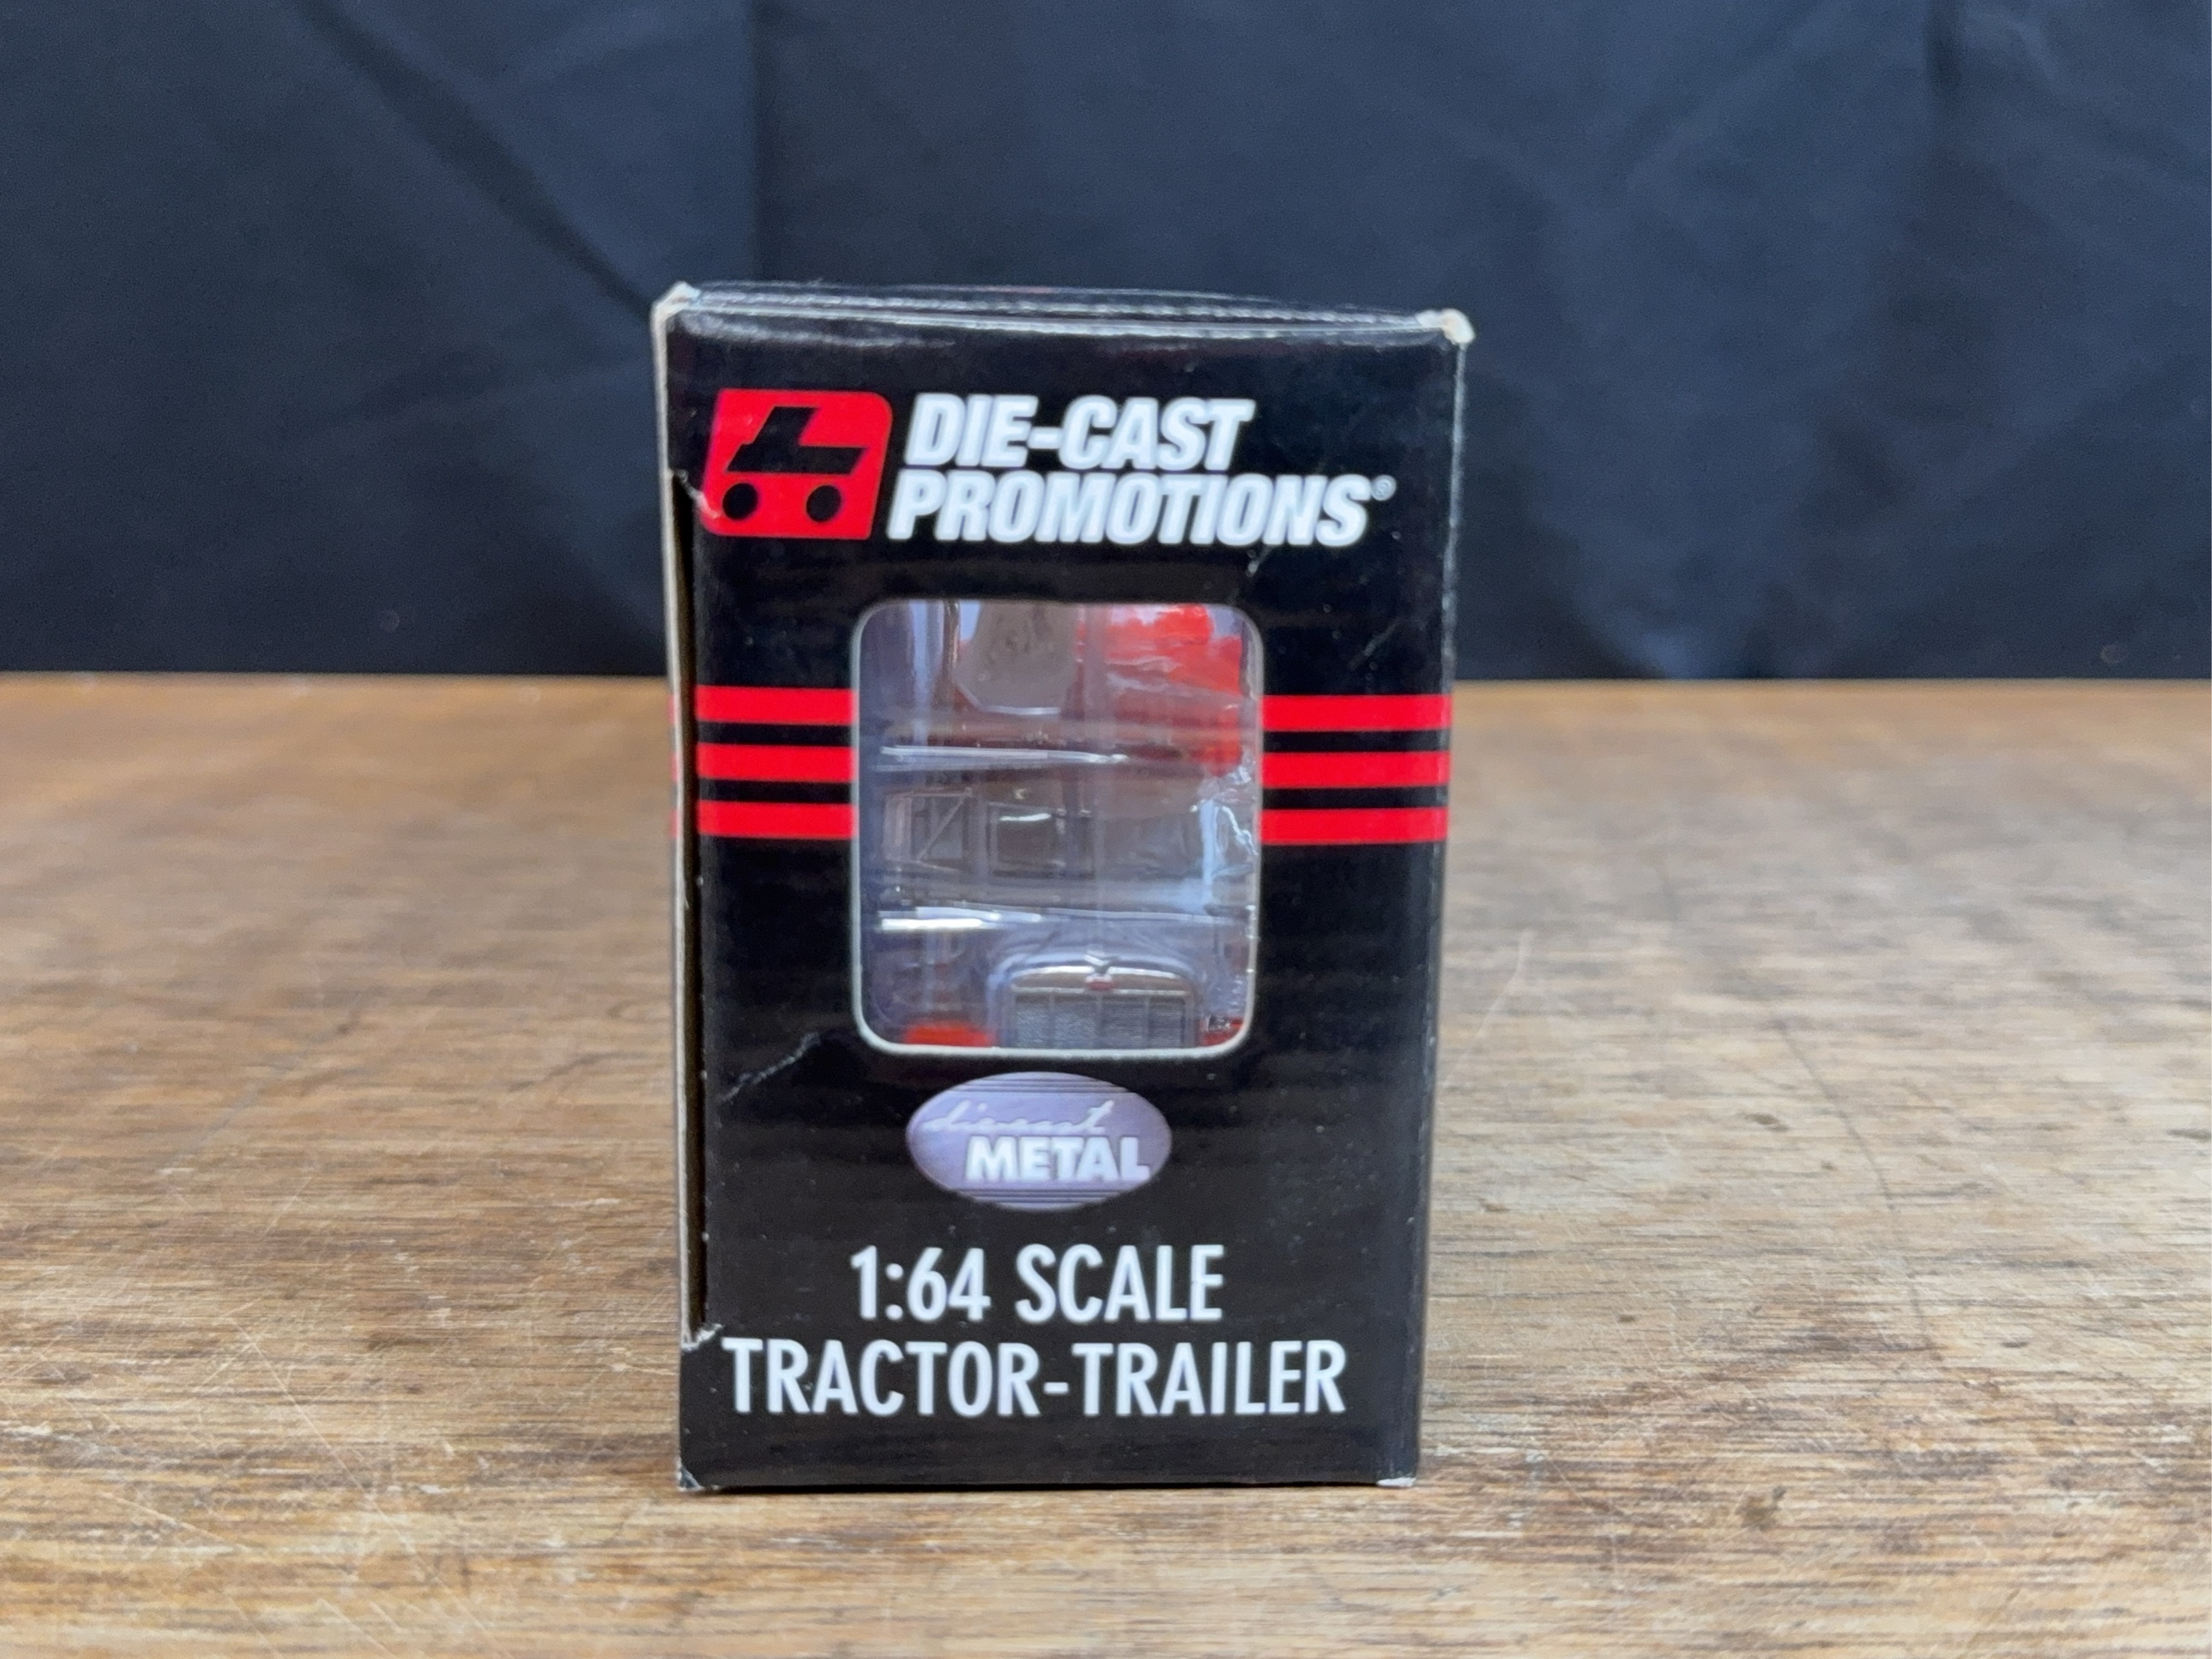 DIE-CAST
PROMOTIONS®
diecast
METAL
1:64 SCALE
TRACTOR-TRAILER